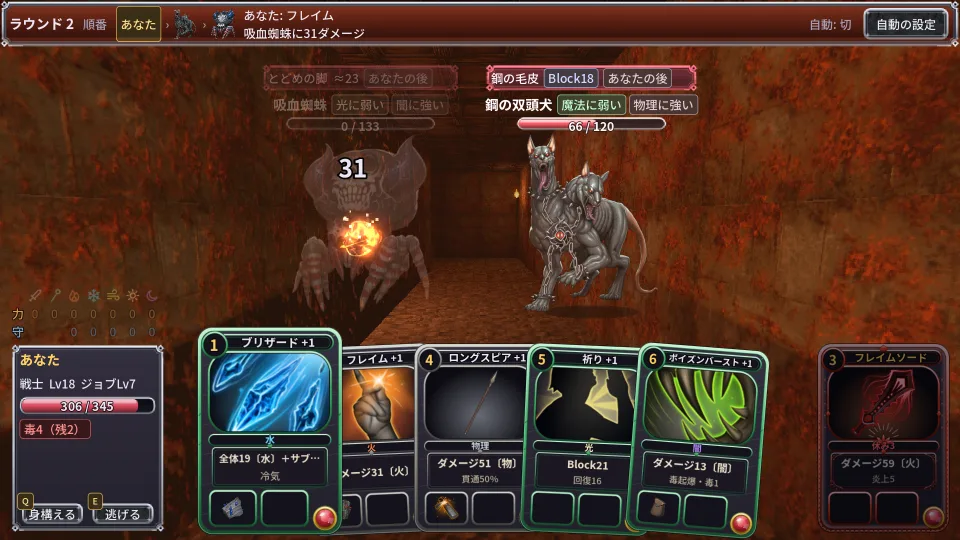 ラウンド 2 順番 あなた
あなた: フレイム
吸血蜘蛛に31ダメージ
自動: 切
自動の設定
とどめの脚 ≈23 あなたの後
吸血蜘蛛 光に弱い 闇に強い
0 / 133
鋼の毛皮 Block18 あなたの後
鋼の双頭犬 魔法に弱い 物理に強い
66 / 120
31
力 0 0 0 0 0 0 0
守 0 0 0 0 0
あなた
戦士 Lv18 ジョブLv7
306 / 345
毒4（残2）
Q 身構える
E 逃げる
1 ブリザード +1
水
全体19〔水〕＋サブ…
冷気
フレイム +1
火
メージ31〔火〕
4 ロングスピア +1
物理
ダメージ51〔物〕
貫通50%
5 祈り +1
光
Block21
回復16
6 ポイズンバースト +1
闇
ダメージ13〔闇〕
毒起爆・毒1
3 フレイムソード
ダメージ59〔火〕
炎上5